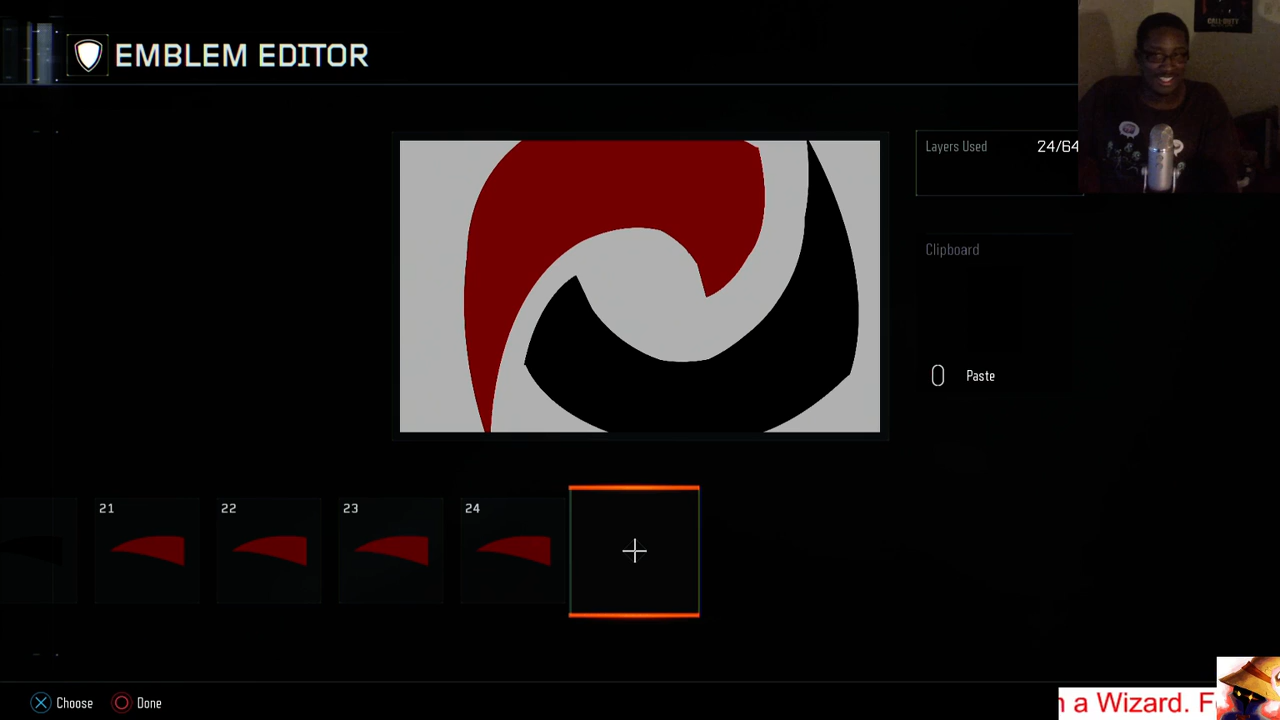 EMBLEM EDITOR
Layers Used 24/64
Clipboard
Paste
21 22 23 24
Choose Done
a Wizard. F